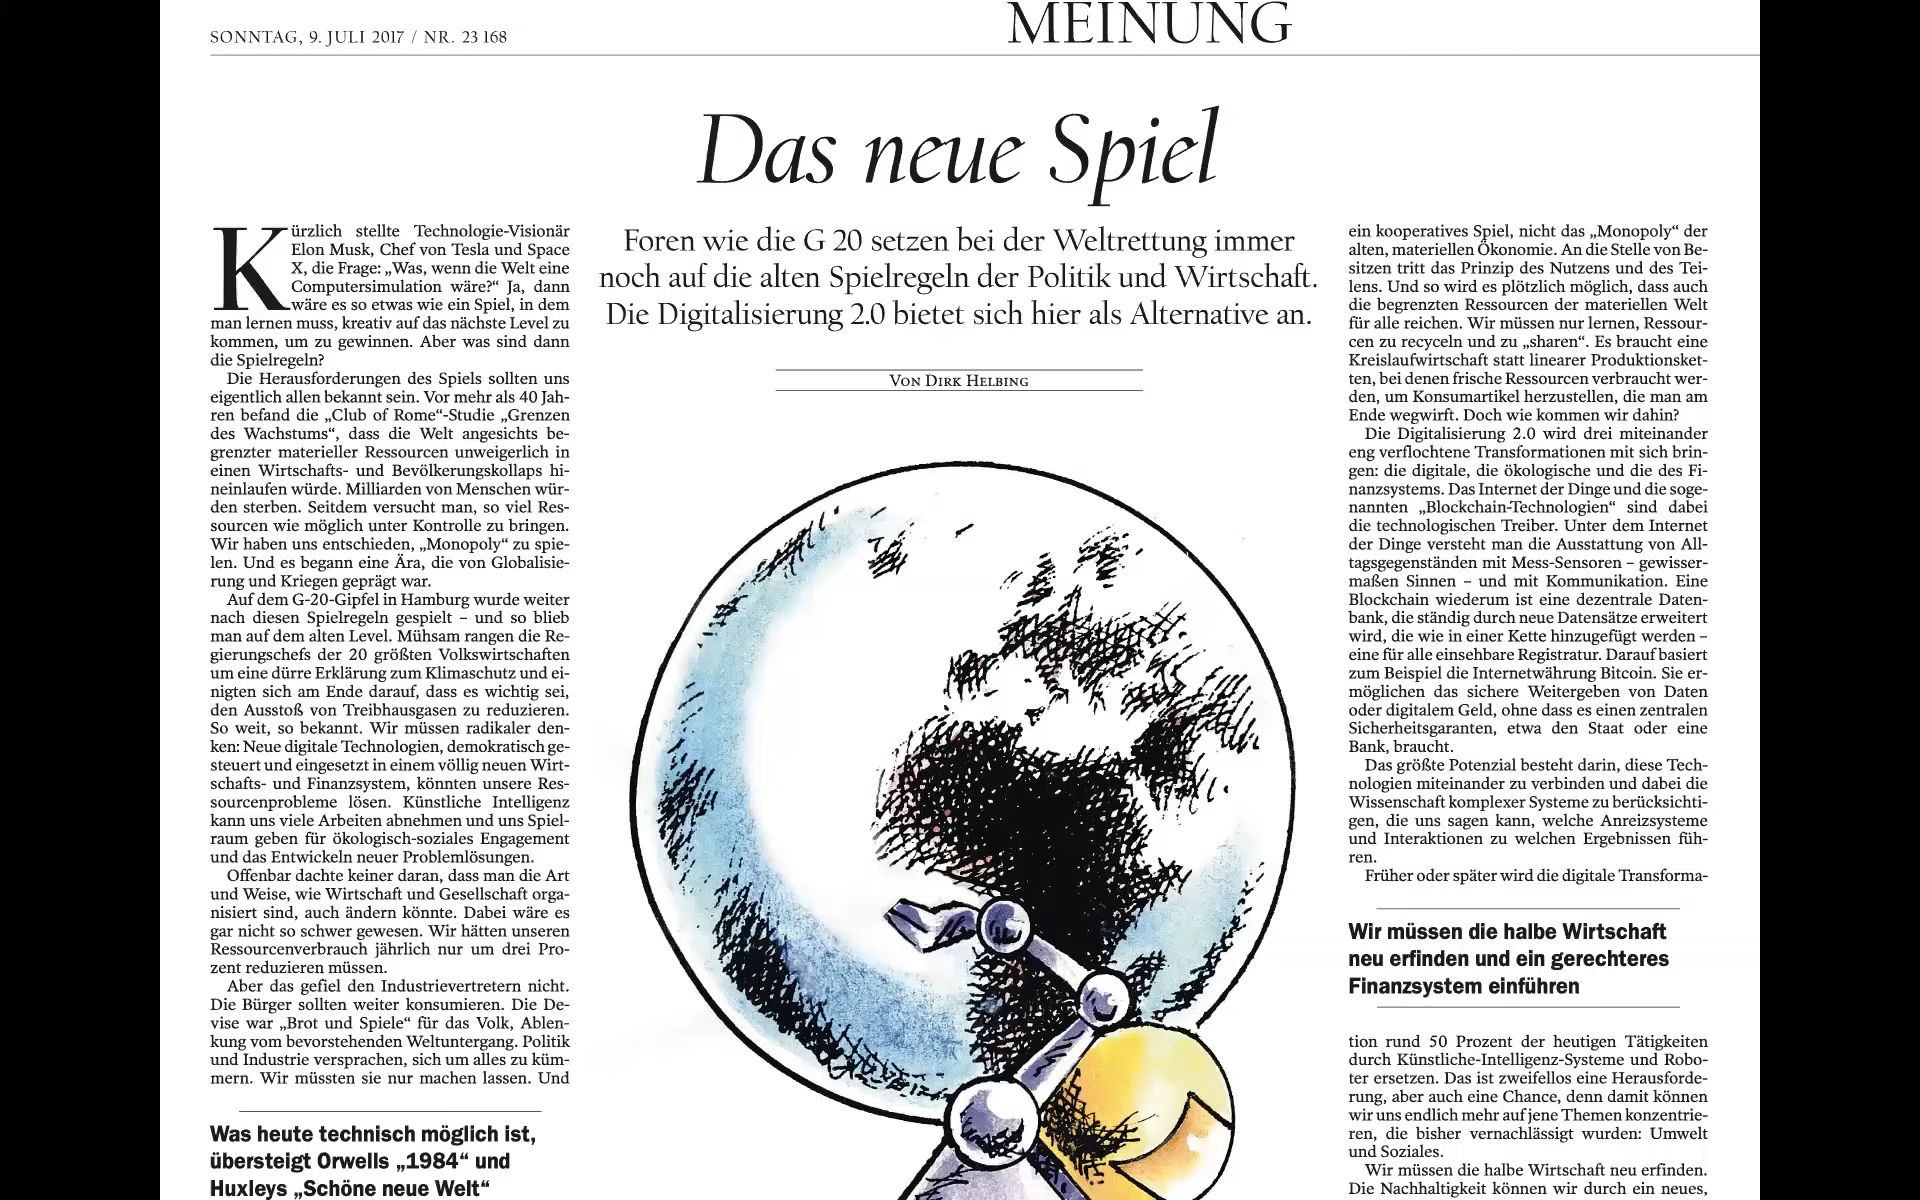 SONNTAG, 9. JULI 2017 / NR. 23 168
MEINUNG
Das neue Spiel
Foren wie die G 20 setzen bei der Weltrettung immer
noch auf die alten Spielregeln der Politik und Wirtschaft.
Die Digitalisierung 2.0 bietet sich hier als Alternative an.
VON DIRK HELBING
Kürzlich stellte Technologie-Visionär
Elon Musk, Chef von Tesla und Space
X, die Frage: „Was, wenn die Welt eine
Computersimulation wäre?“ Ja, dann
wäre es so etwas wie ein Spiel, in dem
man lernen muss, kreativ auf das nächste Level zu
kommen, um zu gewinnen. Aber was sind dann
die Spielregeln?
Die Herausforderungen des Spiels sollten uns
eigentlich allen bekannt sein. Vor mehr als 40 Jah-
ren befand die „Club of Rome“-Studie „Grenzen
des Wachstums“, dass die Welt angesichts be-
grenzter materieller Ressourcen unweigerlich in
einen Wirtschafts- und Bevölkerungskollaps hi-
neinlaufen würde. Milliarden von Menschen wür-
den sterben. Seitdem versucht man, so viel Res-
sourcen wie möglich unter Kontrolle zu bringen.
Wir haben uns entschieden, „Monopoly“ zu spie-
len. Und es begann eine Ära, die von Globalisie-
rung und Kriegen geprägt war.
Auf dem G-20-Gipfel in Hamburg wurde weiter
nach diesen Spielregeln gespielt – und so blieb
man auf dem alten Level. Mühsam rangen die Re-
gierungschefs der 20 größten Volkswirtschaften
um eine dürre Erklärung zum Klimaschutz und ei-
nigten sich am Ende darauf, dass es wichtig sei,
den Ausstoß von Treibhausgasen zu reduzieren.
So weit, so bekannt. Wir müssen radikaler den-
ken: Neue digitale Technologien, demokratisch ge-
steuert und eingesetzt in einem völlig neuen Wirt-
schafts- und Finanzsystem, könnten unsere Res-
sourcenprobleme lösen. Künstliche Intelligenz
kann uns viele Arbeiten abnehmen und uns Spiel-
raum geben für ökologisch-soziales Engagement
und das Entwickeln neuer Problemlösungen.
Offenbar dachte keiner daran, dass man die Art
und Weise, wie Wirtschaft und Gesellschaft orga-
nisiert sind, auch ändern könnte. Dabei wäre es
gar nicht so schwer gewesen. Wir hätten unseren
Ressourcenverbrauch jährlich nur um drei Pro-
zent reduzieren müssen.
Aber das gefiel den Industrievertretern nicht.
Die Bürger sollten weiter konsumieren. Die De-
vise war „Brot und Spiele“ für das Volk, Ablen-
kung vom bevorstehenden Weltuntergang. Politik
und Industrie versprachen, sich um alles zu küm-
mern. Wir müssten sie nur machen lassen. Und
Was heute technisch möglich ist,
übersteigt Orwells „1984“ und
Huxleys „Schöne neue Welt“
ein kooperatives Spiel, nicht das „Monopoly“ der
alten, materiellen Ökonomie. An die Stelle von Be-
sitzen tritt das Prinzip des Nutzens und des Tei-
lens. Und so wird es plötzlich möglich, dass auch
die begrenzten Ressourcen der materiellen Welt
für alle reichen. Wir müssen nur lernen, Ressour-
cen zu recyceln und zu „sharen“. Es braucht eine
Kreislaufwirtschaft statt linearer Produktionsket-
ten, bei denen frische Ressourcen verbraucht wer-
den, um Konsumartikel herzustellen, die man am
Ende wegwirft. Doch wie kommen wir dahin?
Die Digitalisierung 2.0 wird drei miteinander
eng verflochtene Transformationen mit sich brin-
gen: die digitale, die ökologische und die des Fi-
nanzsystems. Das Internet der Dinge und die soge-
nannten „Blockchain-Technologien“ sind dabei
die technologischen Treiber. Unter dem Internet
der Dinge versteht man die Ausstattung von All-
tagsgegenständen mit Mess-Sensoren – gewisser-
maßen Sinnen – und mit Kommunikation. Eine
Blockchain wiederum ist eine dezentrale Daten-
bank, die ständig durch neue Datensätze erweitert
wird, die wie in einer Kette hinzugefügt werden –
eine für alle einsehbare Registratur. Darauf basiert
zum Beispiel die Internetwährung Bitcoin. Sie er-
möglichen das sichere Weitergeben von Daten
oder digitalem Geld, ohne dass es einen zentralen
Sicherheitsgaranten, etwa den Staat oder eine
Bank, braucht.
Das größte Potenzial besteht darin, diese Tech-
nologien miteinander zu verbinden und dabei die
Wissenschaft komplexer Systeme zu berücksichti-
gen, die uns sagen kann, welche Anreizsysteme
und Interaktionen zu welchen Ergebnissen füh-
ren.
Früher oder später wird die digitale Transforma-
Wir müssen die halbe Wirtschaft
neu erfinden und ein gerechteres
Finanzsystem einführen
tion rund 50 Prozent der heutigen Tätigkeiten
durch Künstliche-Intelligenz-Systeme und Robo-
ter ersetzen. Das ist zweifellos eine Herausforde-
rung, aber auch eine Chance, denn damit können
wir uns endlich mehr auf jene Themen konzentrie-
ren, die bisher vernachlässigt wurden: Umwelt
und Soziales.
Wir müssen die halbe Wirtschaft neu erfinden.
Die Nachhaltigkeit können wir durch ein neues,